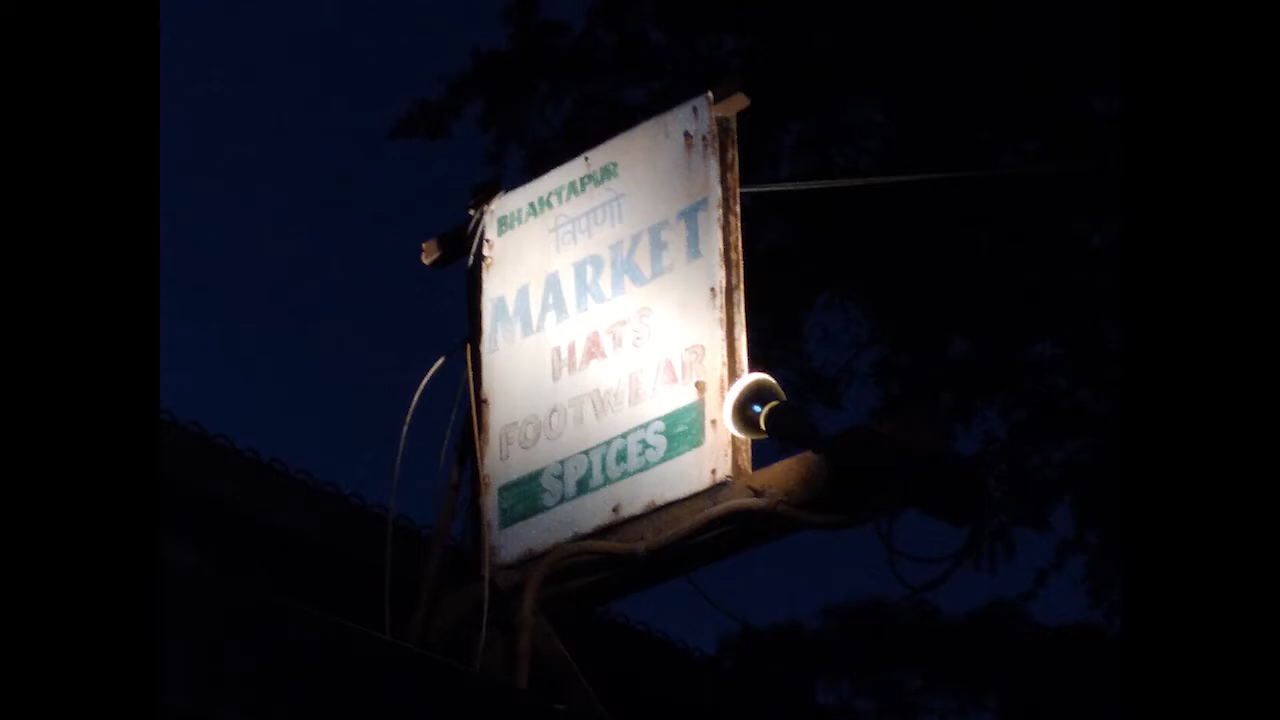 BHAKTAPUR
विपणी
MARKET
HATS
FOOTWEAR
SPICES